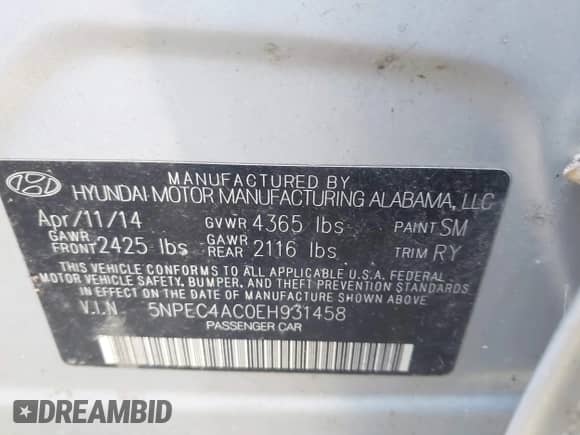 MANUFACTURED BY
HYUNDAI MOTOR MANUFACTURING ALABAMA, LLC
Apr/11/14 GVWR 4365 lbs PAINT SM
GAWR FRONT 2425 lbs GAWR REAR 2116 lbs TRIM RY
THIS VEHICLE CONFORMS TO ALL APPLICABLE U.S.A. FEDERAL
MOTOR VEHICLE SAFETY, BUMPER, AND THEFT PREVENTION STANDARDS
IN EFFECT ON THE DATE OF MANUFACTURE SHOWN ABOVE.
V.I.N. 5NPEC4AC0EH931458
PASSENGER CAR
DREAMBID